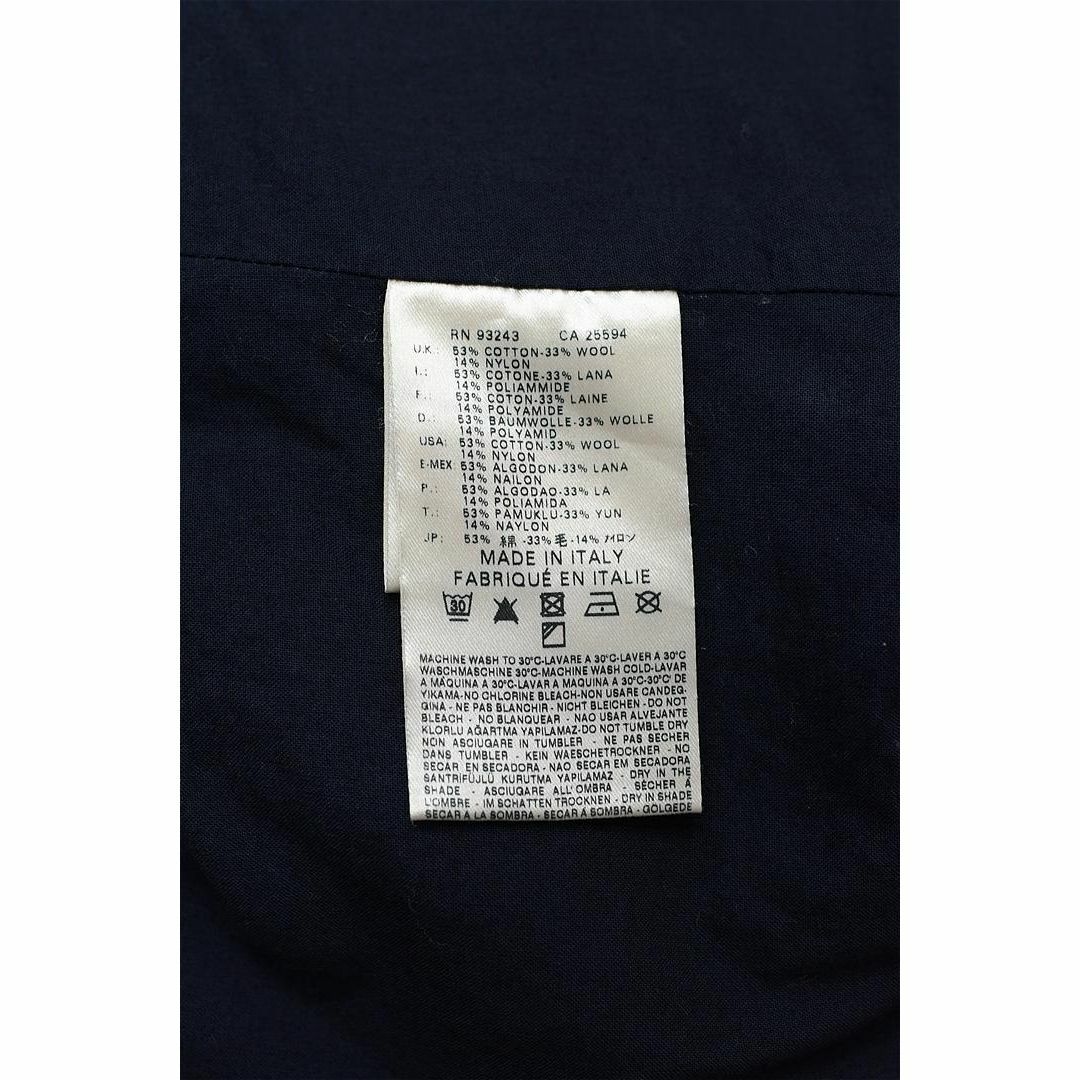 RN 93243 CA 25594
U.K.: 53% COTTON-33% WOOL
14% NYLON
I.: 53% COTONE-33% LANA
14% POLIAMMIDE
F.: 53% COTON-33% LAINE
14% POLYAMIDE
D.: 53% BAUMWOLLE-33% WOLLE
14% POLYAMID
USA: 53% COTTON-33% WOOL
14% NYLON
E-MEX: 53% ALGODON-33% LANA
14% NAILON
P.: 53% ALGODAO-33% LA
14% POLIAMIDA
T.: 53% PAMUKLU-33% YUN
14% NAYLON
JP: 53% 綿 -33% 毛 -14% ナイロン
MADE IN ITALY
FABRIQUÉ EN ITALIE
30
MACHINE WASH TO 30°C-LAVARE A 30°C-LAVER A 30°C
WASCHMASCHINE 30°C-MACHINE WASH COLD-LAVAR
A MÁQUINA A 30°C-LAVAR A MAQUINA A 30°C-30°C' DE
YIKAMA-NO CHLORINE BLEACH-NON USARE CANDEG-
GINA - NE PAS BLANCHIR - NICHT BLEICHEN - DO NOT
BLEACH - NO BLANQUEAR - NAO USAR ALVEJANTE
KLORLU AĞARTMA YAPILAMAZ-DO NOT TUMBLE DRY
NON ASCIUGARE IN TUMBLER - NE PAS SÉCHER
DANS TUMBLER - KEIN WAESCHETROCKNER - NO
SECAR EN SECADORA - NAO SECAR EM SECADORA
SANTRİFÜJLÜ KURUTMA YAPILAMAZ - DRY IN THE
SHADE - ASCIUGARE ALL'OMBRA - SÉCHER À
L'OMBRE - IM SCHATTEN TROCKNEN - DRY IN SHADE
SECAR A LA SOMBRA - SECAR À SOMBRA - GÖLGEDE